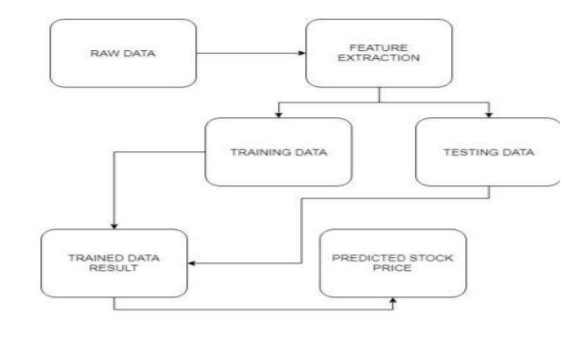 RAW DATA
FEATURE
EXTRACTION
TRAINING DATA
TESTING DATA
TRAINED DATA
RESULT
PREDICTED STOCK
PRICE